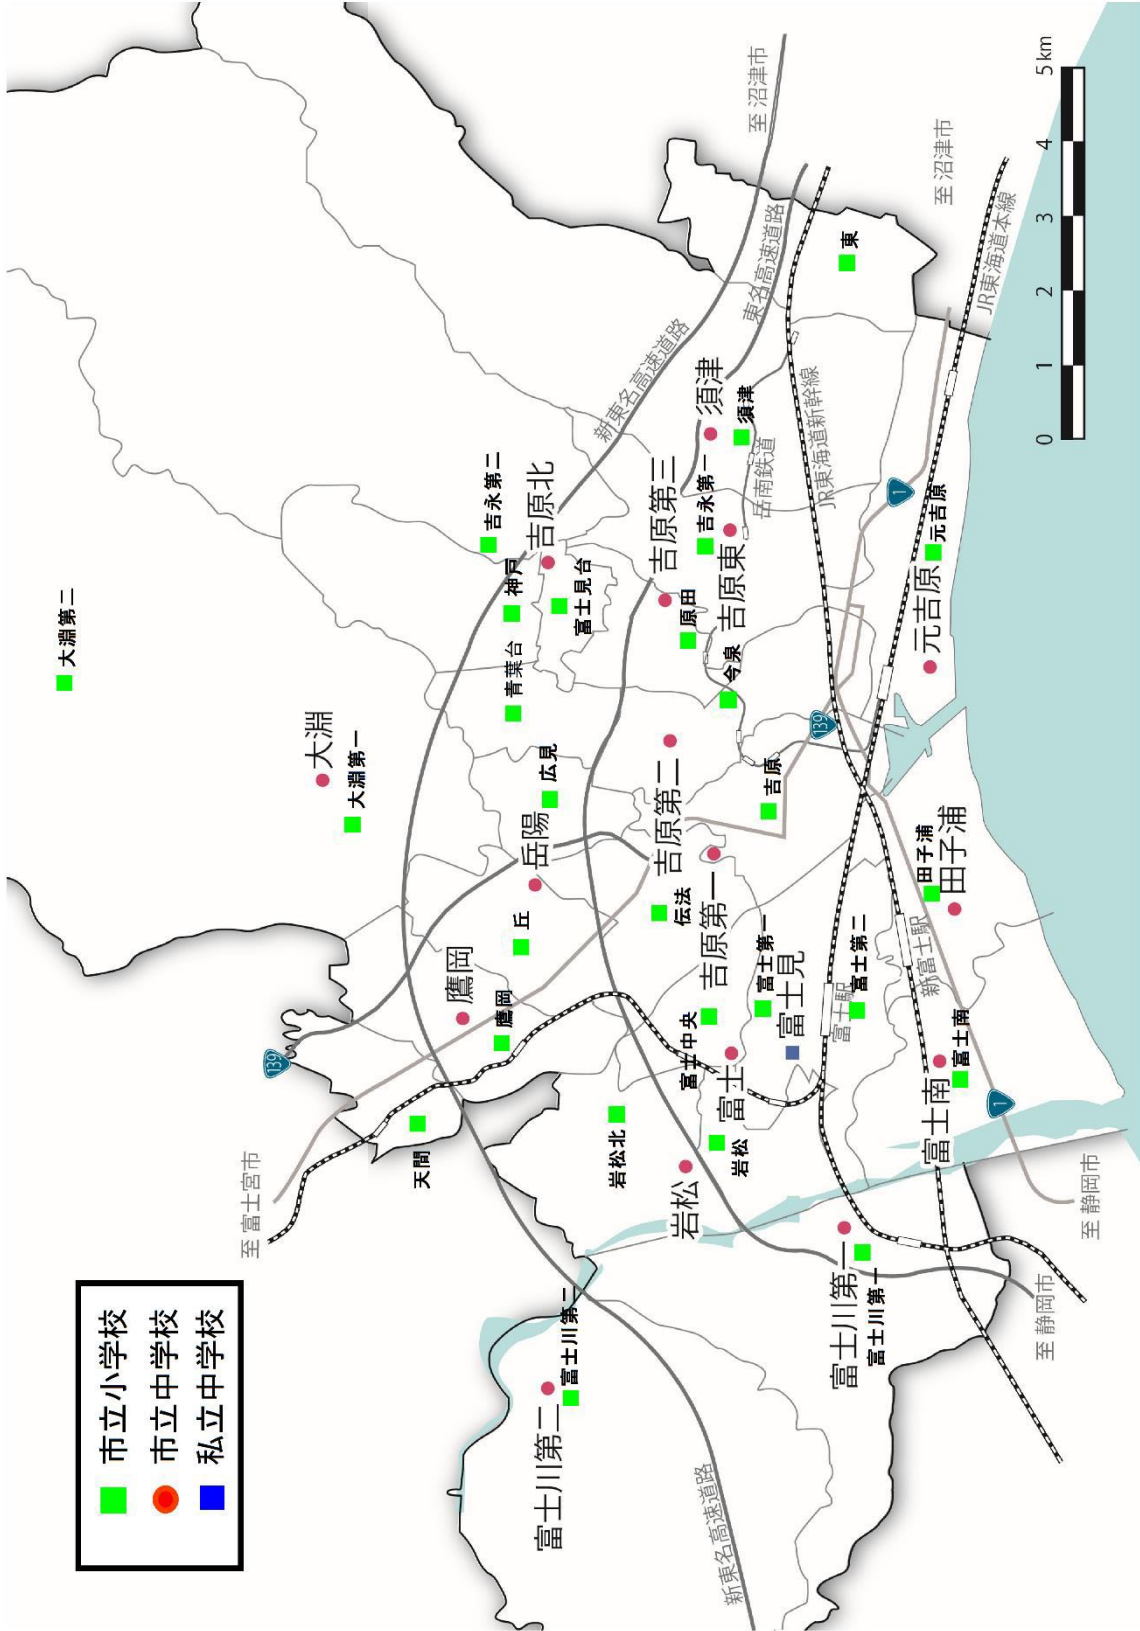 市立小学校
市立中学校
私立中学校
大淵第二
大淵
大淵第一
139
至 富士宮市
天間
鷹岡
鷹岡
丘
岳陽
広見
青葉台
神戸
吉永第二
吉原北
富士見台
新東名高速道路
至 沼津市
東名高速道路
富士川第二
富士川第二
新東名高速道路
岩松北
岩松
岩松
富士中央
富士
富士第一
富士見
伝法
吉原第一
吉原第二
吉原
139
今泉
原田
吉原第三
吉原東
吉永第一
須津
須津
岳南鉄道
JR東海道新幹線
東
至 沼津市
JR東海道本線
富士川第一
富士川第一
富士駅
富士第二
新富士駅
田子浦
田子浦
富士南
富士南
1
元吉原
元吉原
1
至 静岡市
至 静岡市
0 1 2 3 4 5km